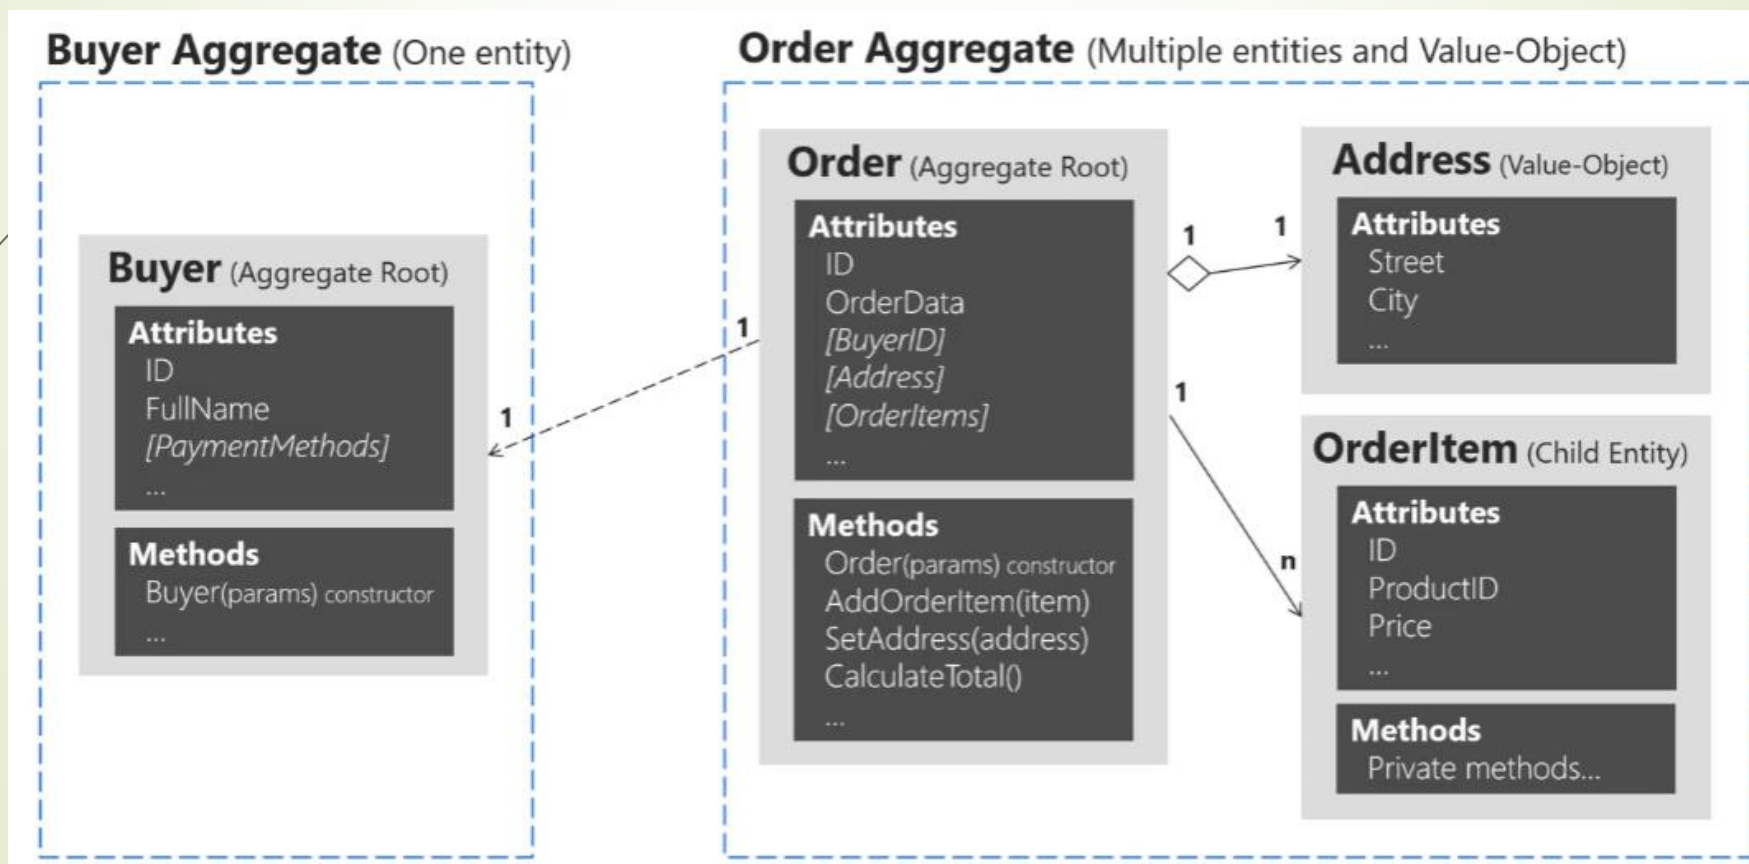 Buyer Aggregate (One entity)
Buyer (Aggregate Root)
Attributes
ID
FullName
[PaymentMethods]
...
Methods
Buyer(params) constructor
...
1
1
Order Aggregate (Multiple entities and Value-Object)
Order (Aggregate Root)
Attributes
ID
OrderData
[BuyerID]
[Address]
[OrderItems]
...
Methods
Order(params) constructor
AddOrderItem(item)
SetAddress(address)
CalculateTotal()
...
1
1
1
n
Address (Value-Object)
Attributes
Street
City
...
OrderItem (Child Entity)
Attributes
ID
ProductID
Price
...
Methods
Private methods...